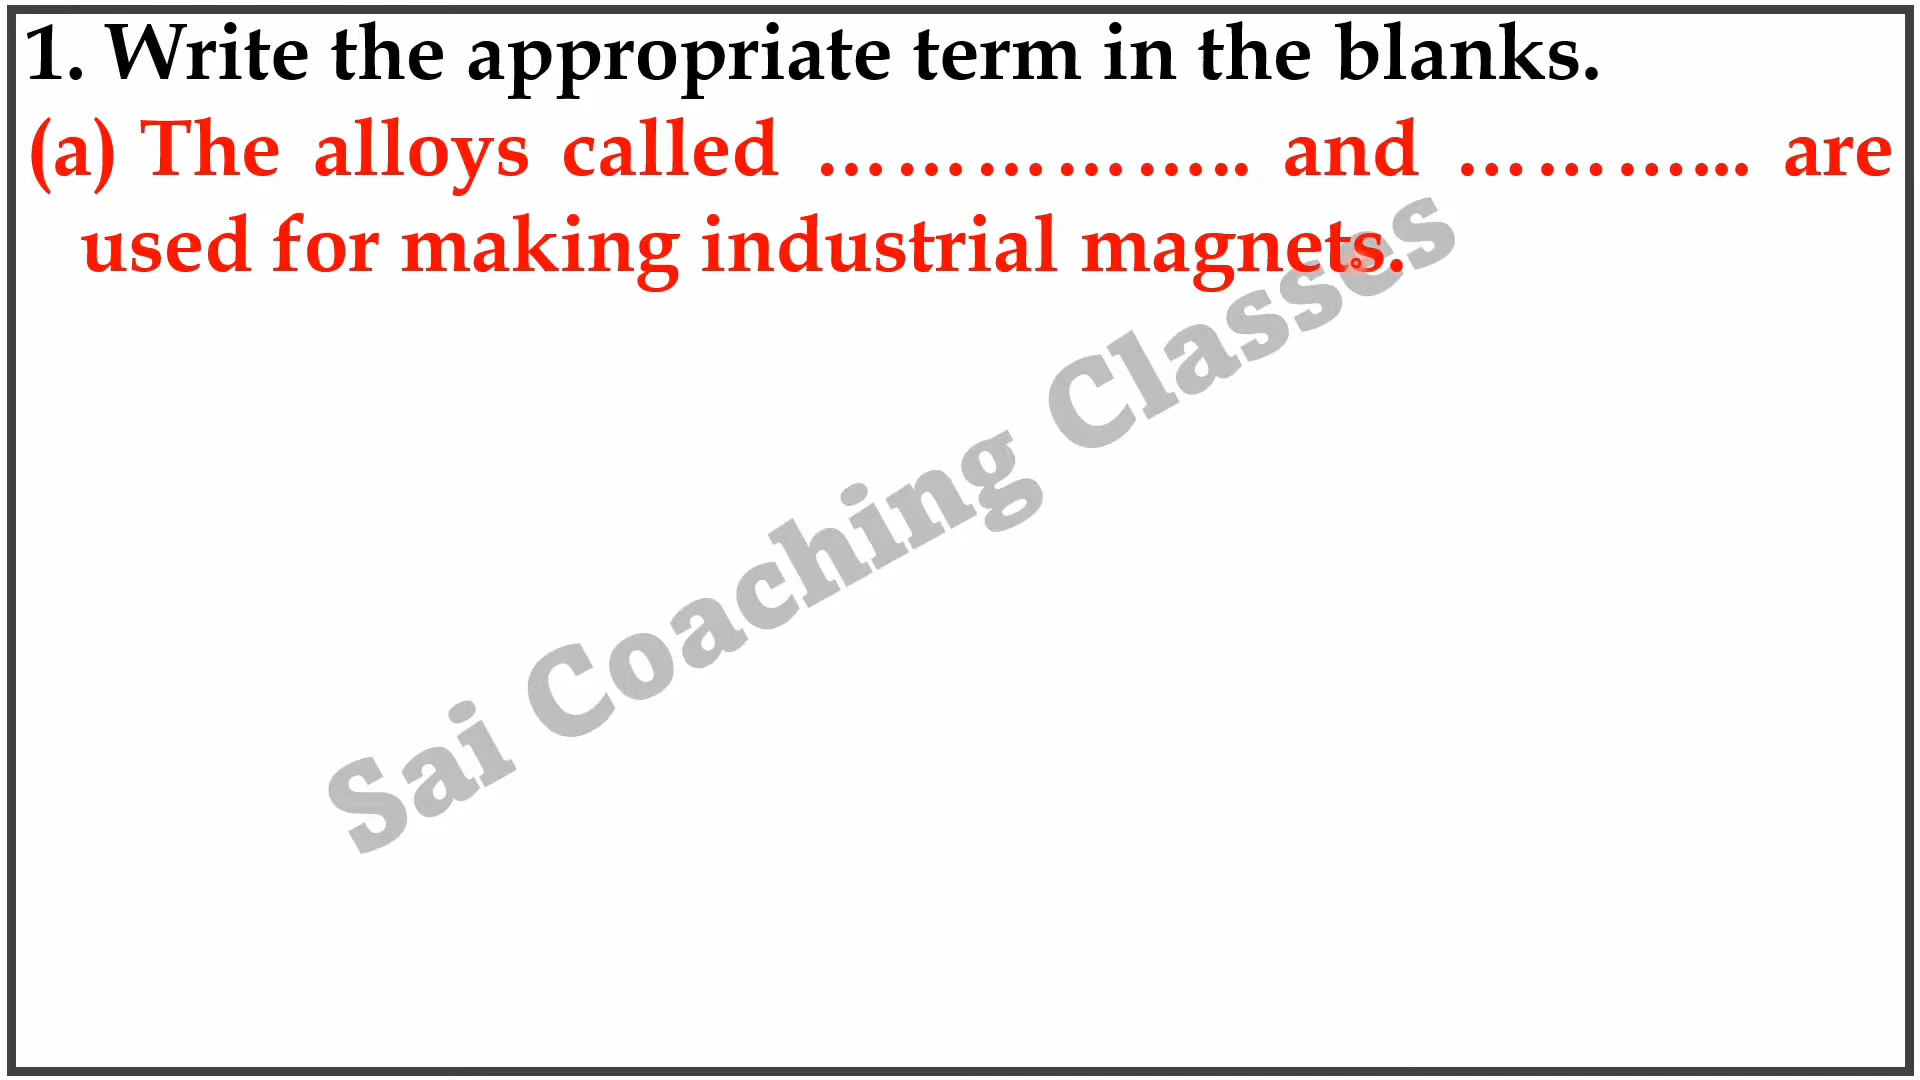 1. Write the appropriate term in the blanks.
(a) The alloys called …………….. and ………... are
used for making industrial magnets.
Sai Coaching Classes